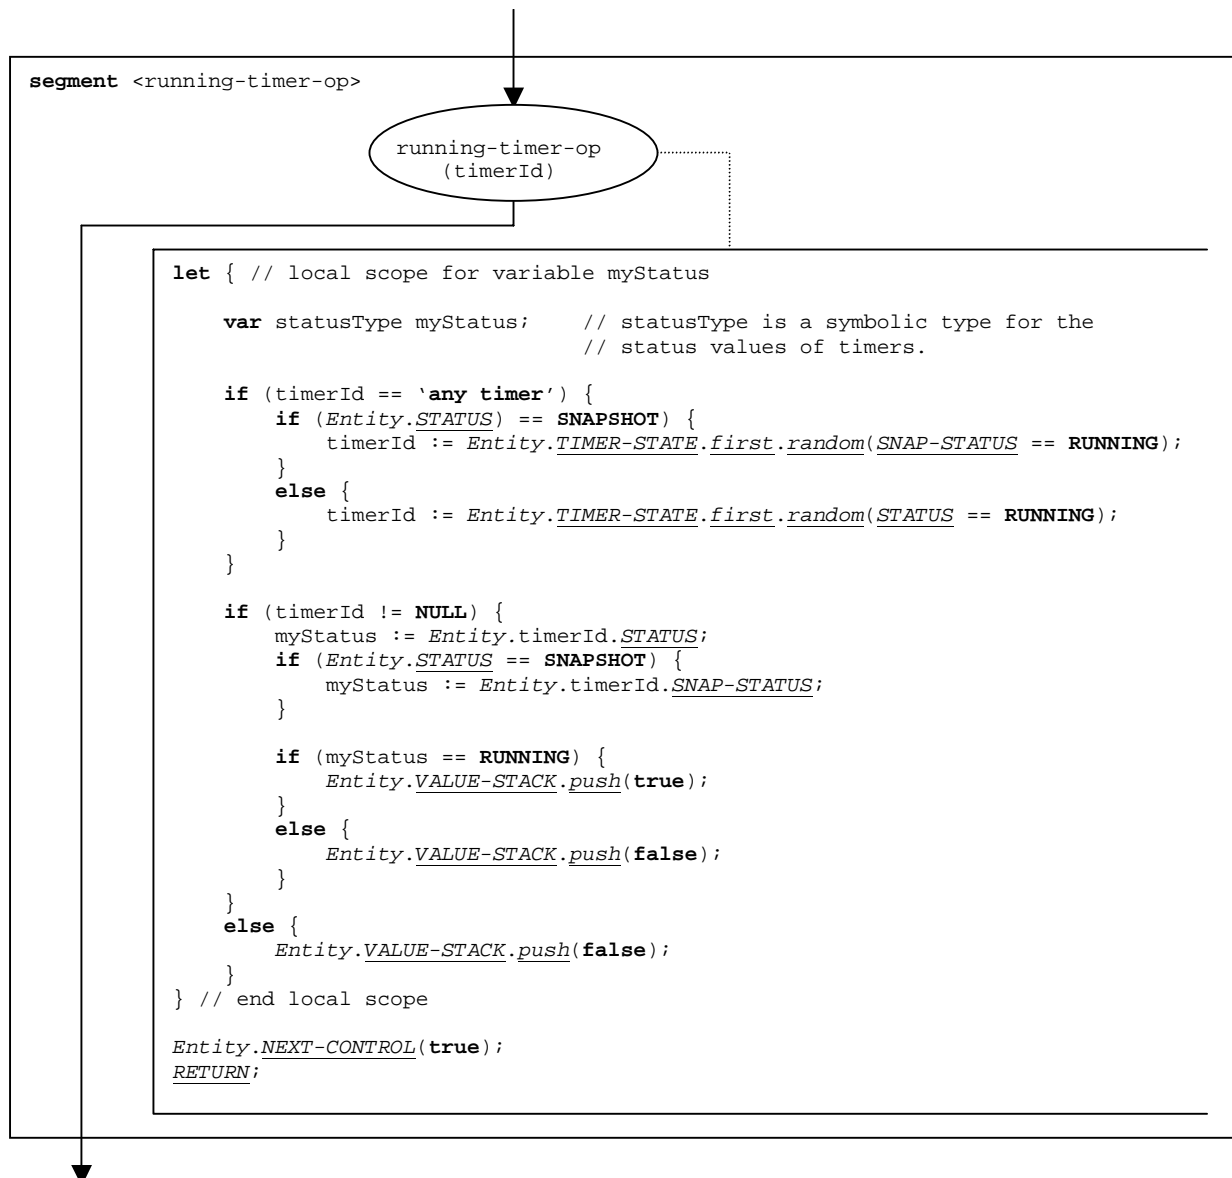 segment <running-timer-op>
running-timer-op
(timerId)
let { // local scope for variable myStatus
var statusType myStatus; // statusType is a symbolic type for the
// status values of timers.
if (timerId == ‘any timer’) {
if (Entity.STATUS) == SNAPSHOT) {
timerId := Entity.TIMER-STATE.first.random(SNAP-STATUS == RUNNING);
}
else {
timerId := Entity.TIMER-STATE.first.random(STATUS == RUNNING);
}
}
if (timerId != NULL) {
myStatus := Entity.timerId.STATUS;
if (Entity.STATUS == SNAPSHOT) {
myStatus := Entity.timerId.SNAP-STATUS;
}
if (myStatus == RUNNING) {
Entity.VALUE-STACK.push(true);
}
else {
Entity.VALUE-STACK.push(false);
}
}
else {
Entity.VALUE-STACK.push(false);
}
} // end local scope
Entity.NEXT-CONTROL(true);
RETURN;